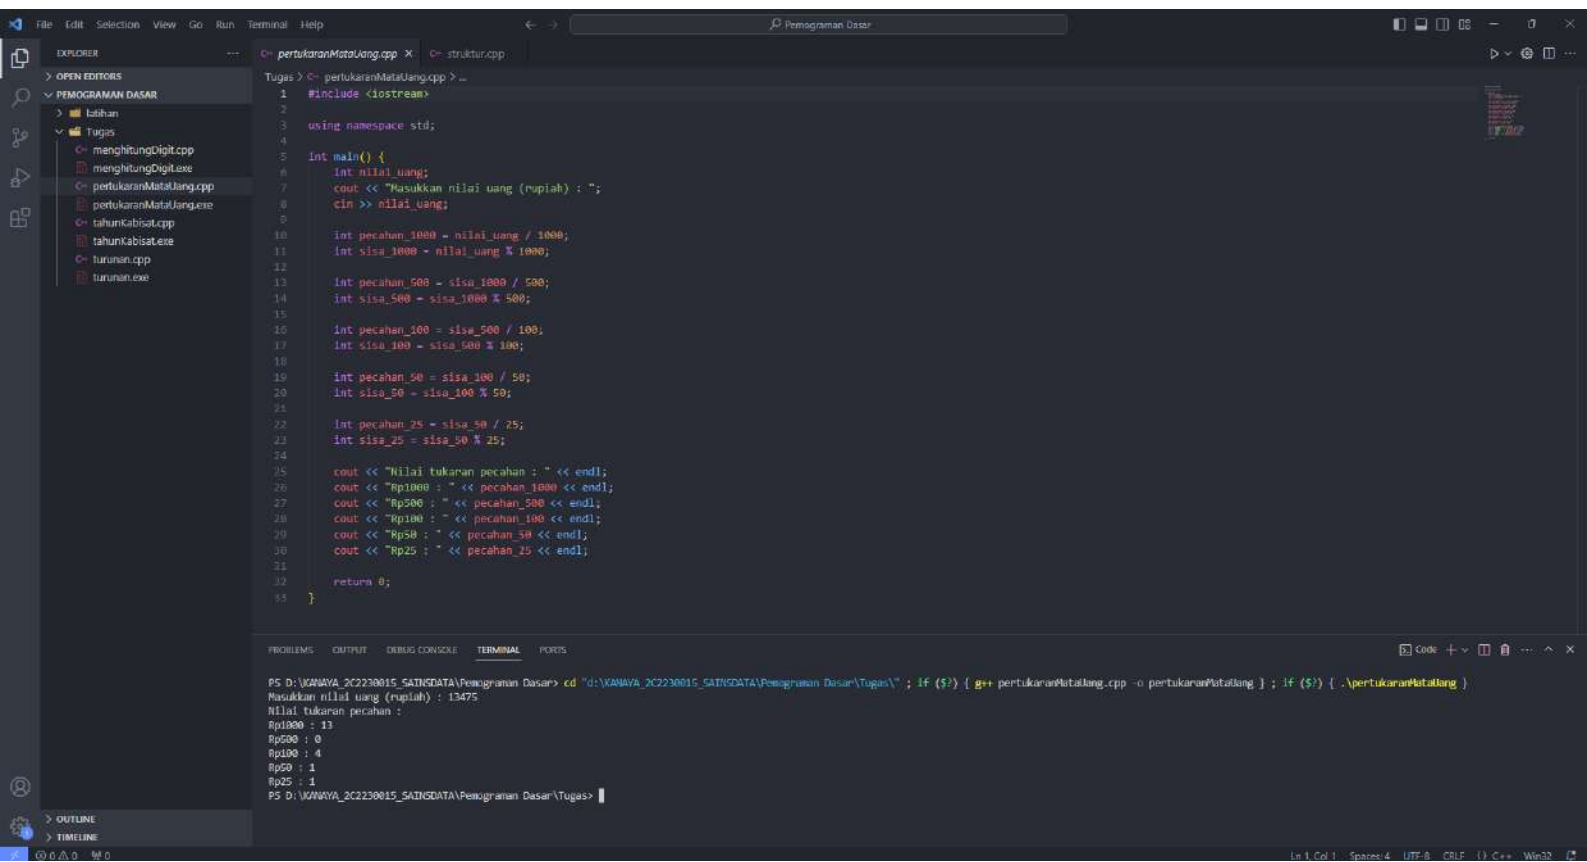 File Edit Selection View Go Run Terminal Help
Pemograman Dasar
EXPLORER
OPEN EDITORS
PEMOGRAMAN DASAR
latihan
Tugas
menghitungDigit.cpp
menghitungDigit.exe
pertukaranMataUang.cpp
pertukaranMataUang.exe
tahunKabisat.cpp
tahunKabisat.exe
turunan.cpp
turunan.exe
OUTLINE
TIMELINE
pertukaranMataUang.cpp struktur.cpp
Tugas > pertukaranMataUang.cpp > ...
1 #include <iostream>
2
3 using namespace std;
4
5 int main() {
6 int nilai_uang;
7 cout << "Masukkan nilai uang (rupiah) : ";
8 cin >> nilai_uang;
9
10 int pecahan_1000 = nilai_uang / 1000;
11 int sisa_1000 = nilai_uang % 1000;
12
13 int pecahan_500 = sisa_1000 / 500;
14 int sisa_500 = sisa_1000 % 500;
15
16 int pecahan_100 = sisa_500 / 100;
17 int sisa_100 = sisa_500 % 100;
18
19 int pecahan_50 = sisa_100 / 50;
20 int sisa_50 = sisa_100 % 50;
21
22 int pecahan_25 = sisa_50 / 25;
23 int sisa_25 = sisa_50 % 25;
24
25 cout << "Nilai tukaran pecahan : " << endl;
26 cout << "Rp1000 : " << pecahan_1000 << endl;
27 cout << "Rp500 : " << pecahan_500 << endl;
28 cout << "Rp100 : " << pecahan_100 << endl;
29 cout << "Rp50 : " << pecahan_50 << endl;
30 cout << "Rp25 : " << pecahan_25 << endl;
31
32 return 0;
33 }
PROBLEMS OUTPUT DEBUG CONSOLE TERMINAL PORTS
Code
PS D:\KANAYA_2C2230015_SAINSDATA\Pemograman Dasar> cd "d:\KANAYA_2C2230015_SAINSDATA\Pemograman Dasar\Tugas\" ; if ($?) { g++ pertukaranMataUang.cpp -o pertukaranMataUang } ; if ($?) { .\pertukaranMataUang }
Masukkan nilai uang (rupiah) : 13475
Nilai tukaran pecahan :
Rp1000 : 13
Rp500 : 0
Rp100 : 4
Rp50 : 1
Rp25 : 1
PS D:\KANAYA_2C2230015_SAINSDATA\Pemograman Dasar\Tugas>
0 0 0 Ln 1, Col 1 Spaces: 4 UTF-8 CRLF {} C++ Win32